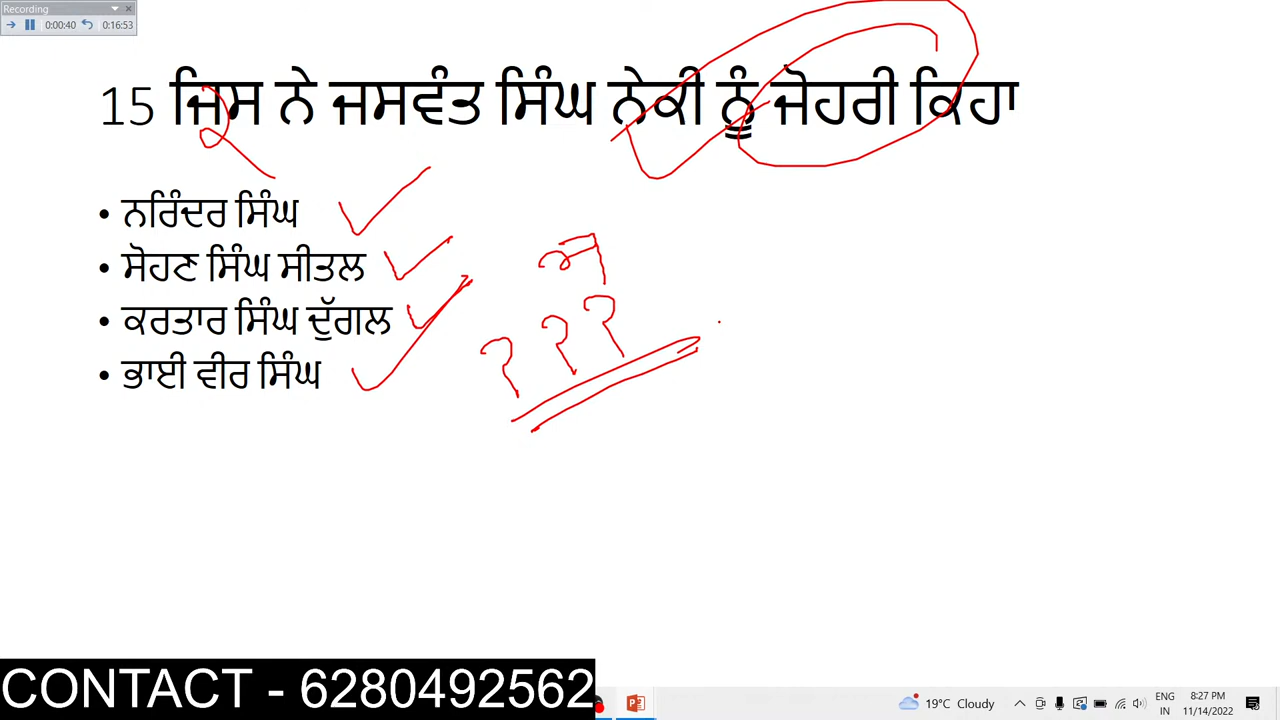 Recording
0:00:40
0:16:53
15 ਜਿਸ ਨੇ ਜਸਵੰਤ ਸਿੰਘ ਨੇਕੀ ਨੂੰ ਜੋਹਰੀ ਕਿਹਾ
• ਨਰਿੰਦਰ ਸਿੰਘ
• ਸੋਹਣ ਸਿੰਘ ਸੀਤਲ
• ਕਰਤਾਰ ਸਿੰਘ ਦੁੱਗਲ
• ਭਾਈ ਵੀਰ ਸਿੰਘ
CONTACT - 6280492562
19°C Cloudy
ENG
IN
8:27 PM
11/14/2022